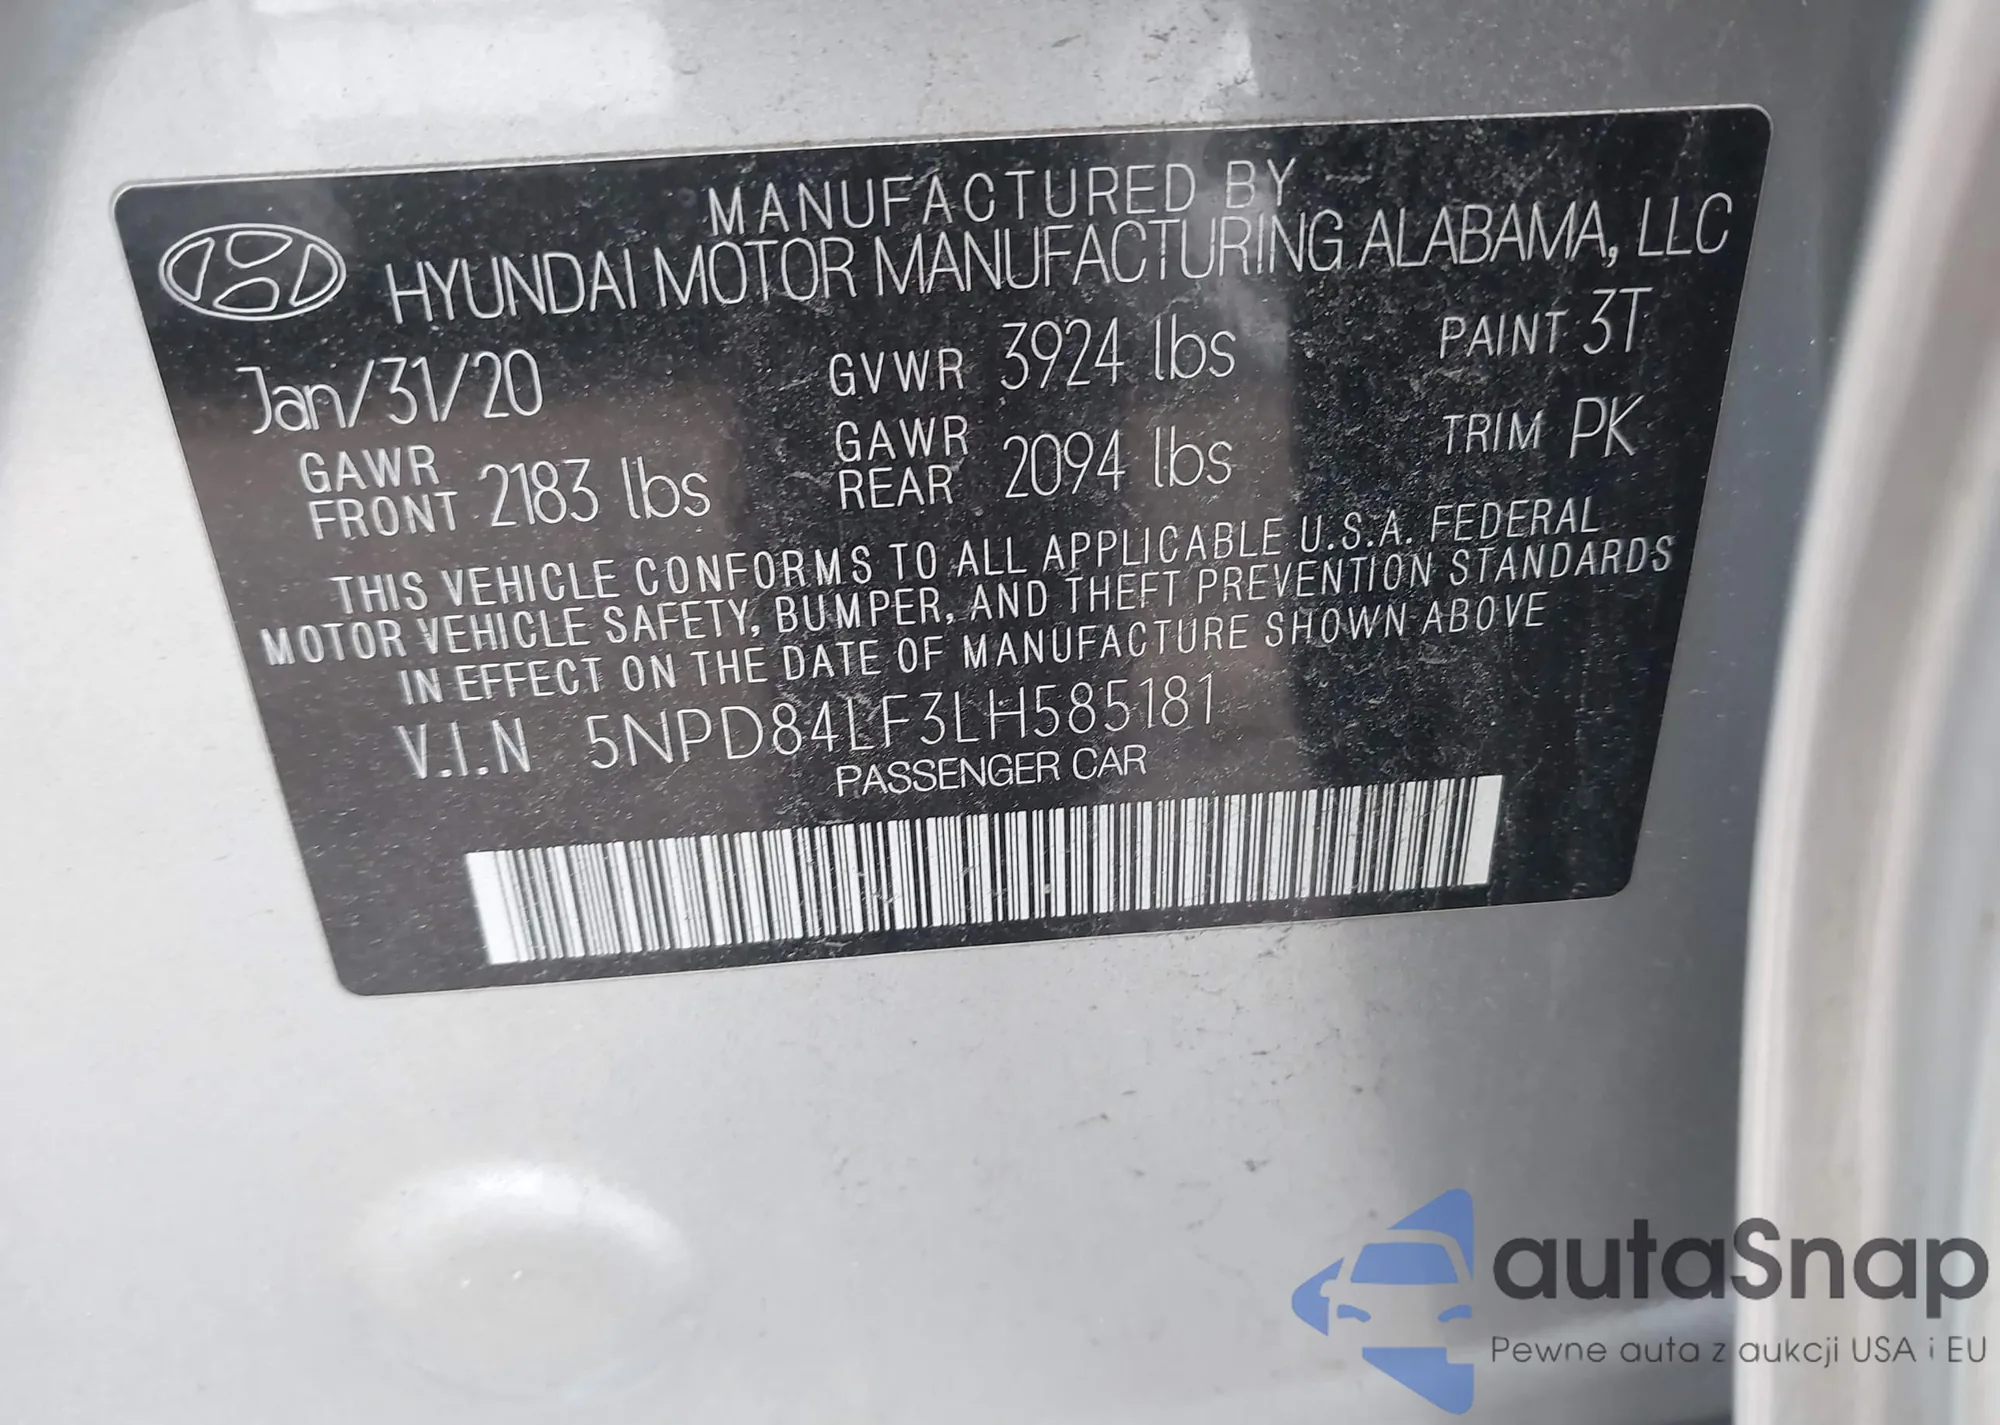 MANUFACTURED BY
HYUNDAI MOTOR MANUFACTURING ALABAMA, LLC
Jan/31/20 GVWR 3924 lbs PAINT 3T
GAWR FRONT 2183 lbs GAWR REAR 2094 lbs TRIM PK
THIS VEHICLE CONFORMS TO ALL APPLICABLE U.S.A. FEDERAL
MOTOR VEHICLE SAFETY, BUMPER, AND THEFT PREVENTION STANDARDS
IN EFFECT ON THE DATE OF MANUFACTURE SHOWN ABOVE
V.I.N 5NPD84LF3LH585181
PASSENGER CAR
autaSnap
Pewne auta z aukcji USA i EU